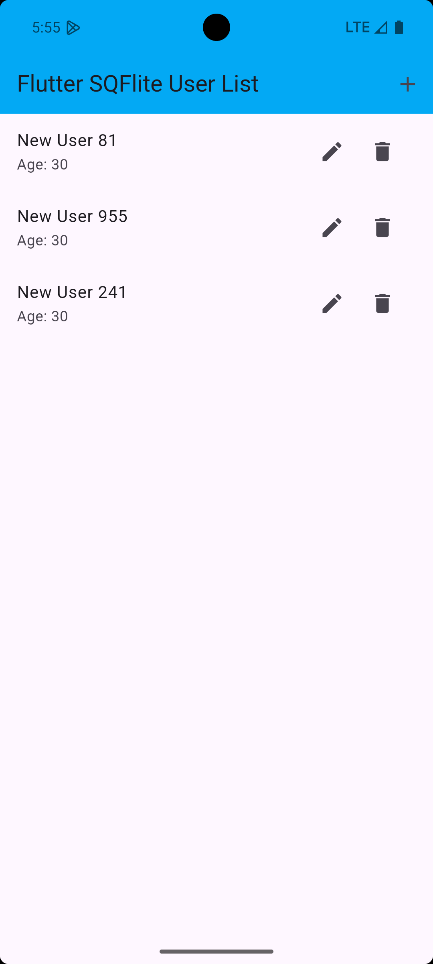 5:55
LTE
Flutter SQFlite User List
New User 81
Age: 30
New User 955
Age: 30
New User 241
Age: 30